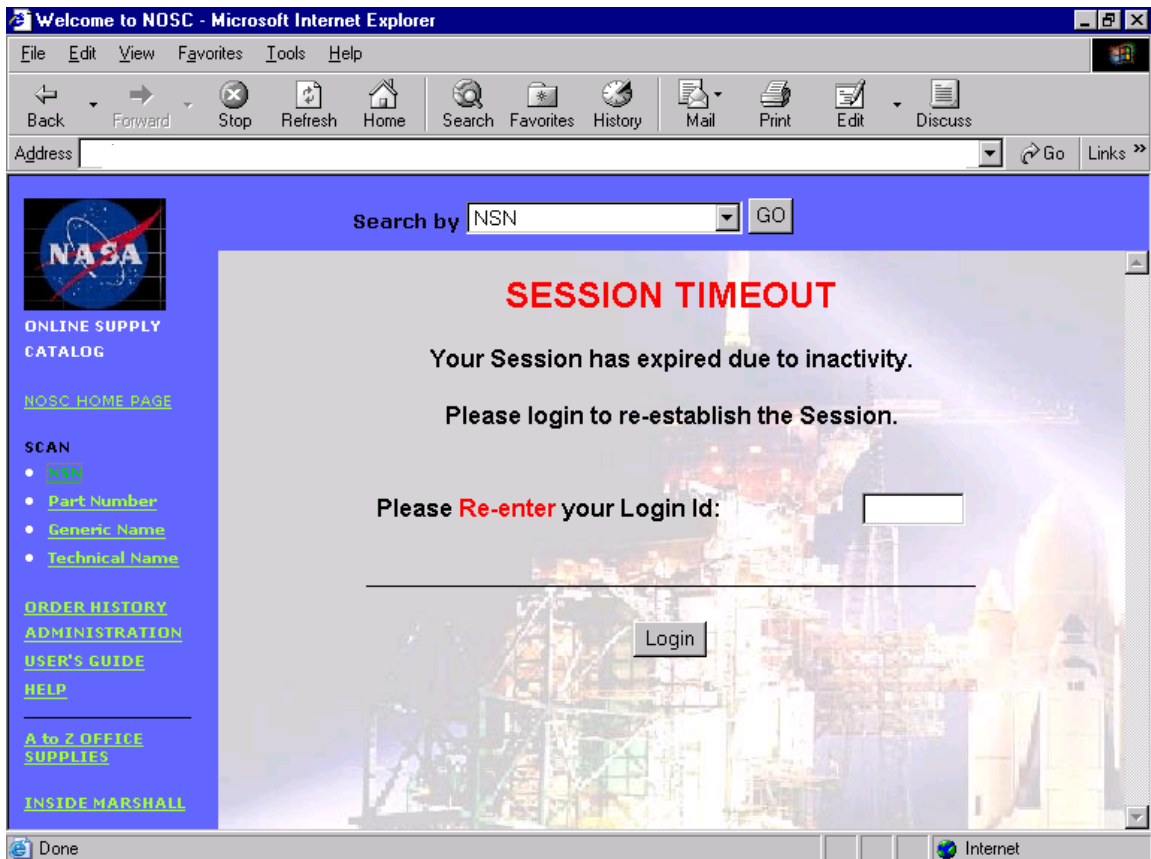 Welcome to NOSC - Microsoft Internet Explorer
File Edit View Favorites Tools Help
Back Forward Stop Refresh Home Search Favorites History Mail Print Edit Discuss
Address Go Links »
Search by NSN GO
NASA
ONLINE SUPPLY
CATALOG
NOSC HOME PAGE
SCAN
• NSN
• Part Number
• Generic Name
• Technical Name
ORDER HISTORY
ADMINISTRATION
USER'S GUIDE
HELP
A to Z OFFICE
SUPPLIES
INSIDE MARSHALL
SESSION TIMEOUT
Your Session has expired due to inactivity.
Please login to re-establish the Session.
Please Re-enter your Login Id:
Login
Done Internet